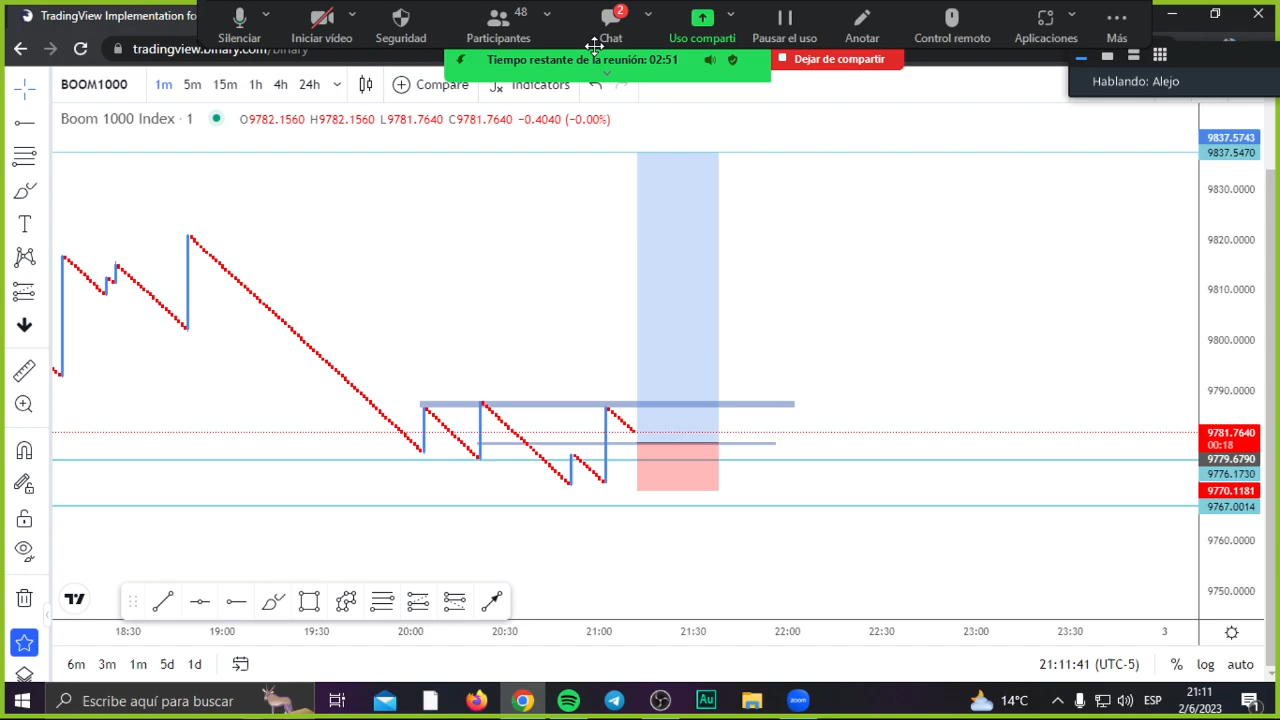 TradingView Implementation fo
Silenciar
Iniciar vídeo
Seguridad
48
Participantes
2
Chat
Uso comparti
Pausar el uso
Anotar
Control remoto
Aplicaciones
Más
tradingview.binary.com/binary
Tiempo restante de la reunión: 02:51
Dejar de compartir
Hablando: Alejo
BOOM1000
1m 5m 15m 1h 4h 24h
Compare
Indicators
Boom 1000 Index · 1
O9782.1560 H9782.1560 L9781.7640 C9781.7640 −0.4040 (−0.00%)
9837.5743
9837.5470
9830.0000
9820.0000
9810.0000
9800.0000
9790.0000
9781.7640
00:18
9779.6790
9776.1730
9770.1181
9767.0014
9760.0000
9750.0000
18:30 19:00 19:30 20:00 20:30 21:00 21:30 22:00 22:30 23:00 23:30 3
6m 3m 1m 5d 1d
21:11:41 (UTC-5)
% log auto
Escribe aquí para buscar
Au
zoom
14°C
ESP
21:11
2/6/2023
1